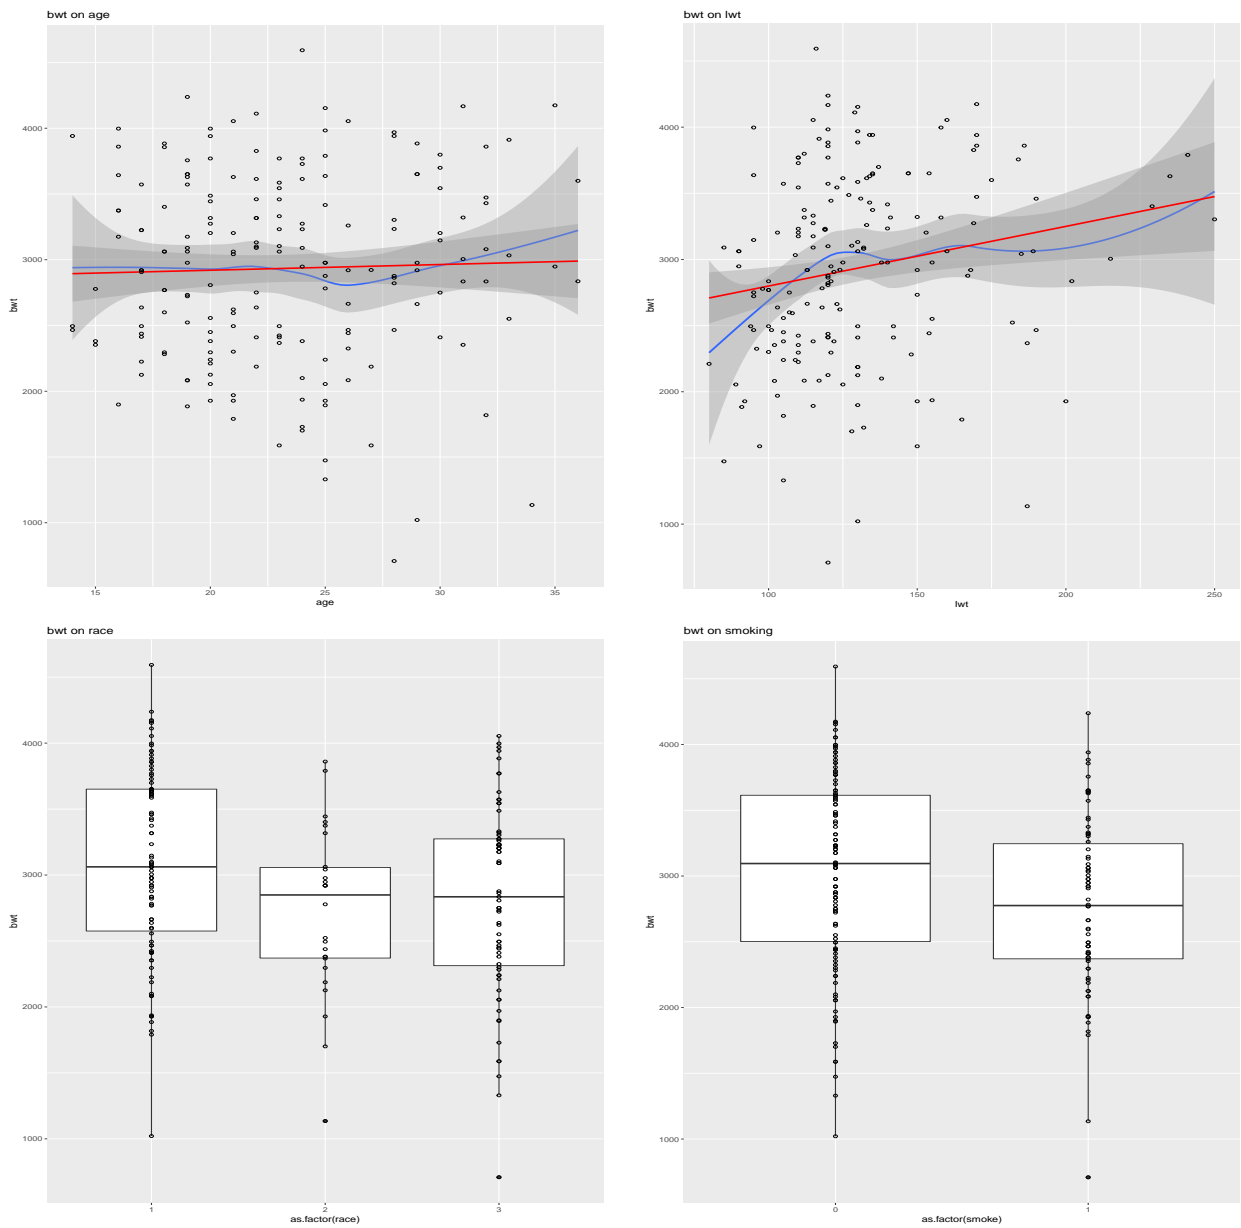 bwt on age
bwt
4000
3000
2000
1000
15 20 25 30 35
age
bwt on lwt
bwt
4000
3000
2000
1000
100 150 200 250
lwt
bwt on race
bwt
4000
3000
2000
1000
1 2 3
as.factor(race)
bwt on smoking
bwt
4000
3000
2000
1000
0 1
as.factor(smoke)